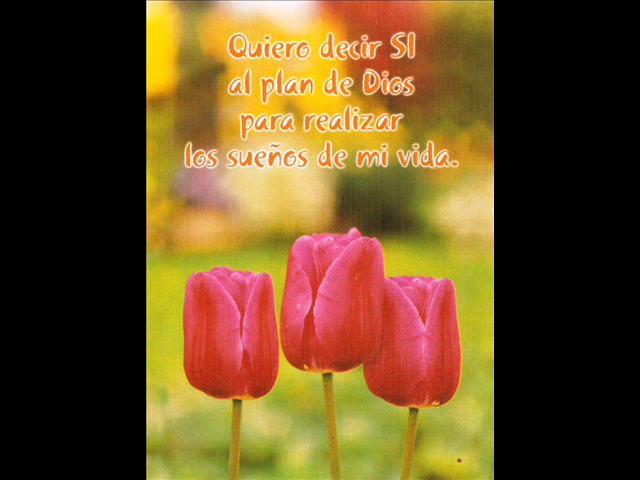 Quiero decir SI
al plan de Dios
para realizar
los sueños de mi vida.